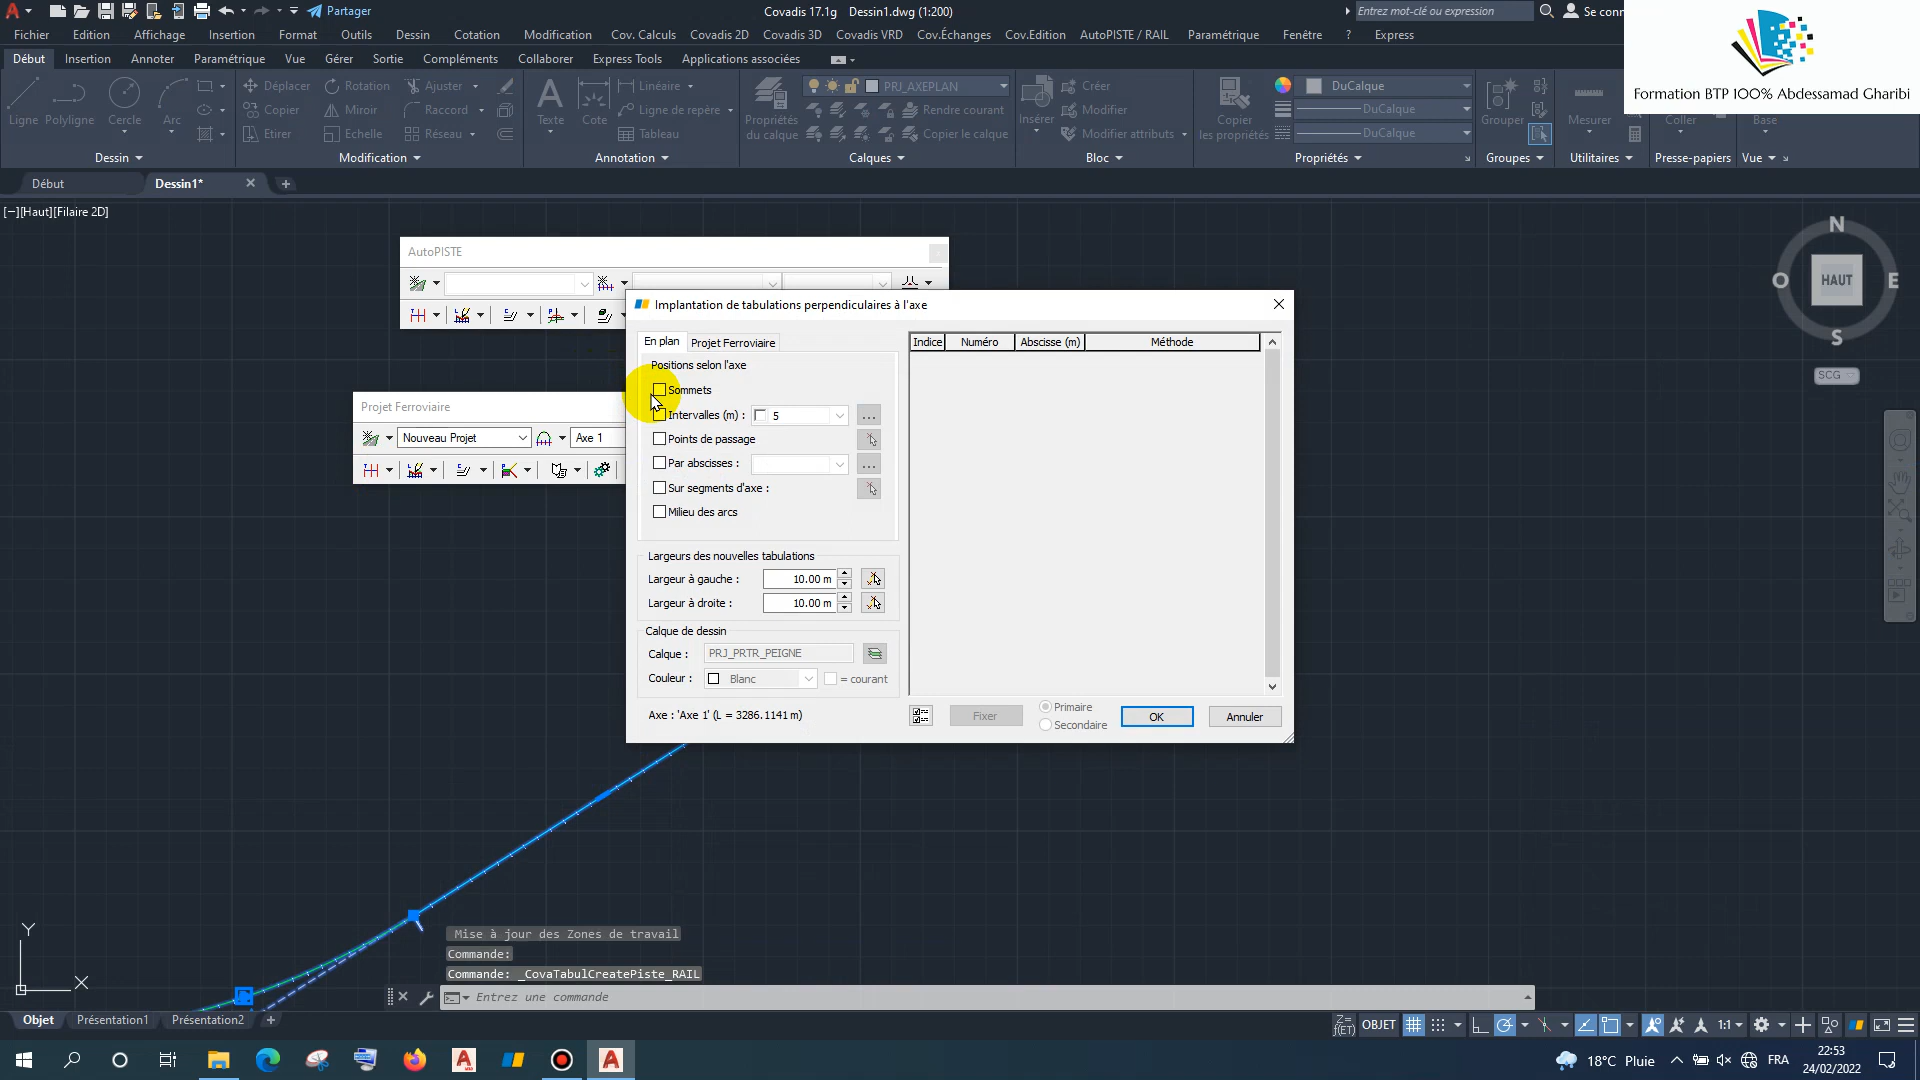 Partager
Covadis 17.1g Dessin1.dwg (1:200)
Entrez mot-clé ou expression
Se conn
Fichier Edition Affichage Insertion Format Outils Dessin Cotation Modification Cov. Calculs Covadis 2D Covadis 3D Covadis VRD Cov.Échanges Cov.Edition AutoPISTE / RAIL Paramétrique Fenêtre ? Express
Début Insertion Annoter Paramétrique Vue Gérer Sortie Compléments Collaborer Express Tools Applications associées
Formation BTP 100% Abdessamad Gharibi
Déplacer Rotation Ajuster Linéaire PRJ_AXEPLAN Créer DuCalque
Ligne Polyligne Cercle Arc Copier Miroir Raccord Texte Cote Ligne de repère Propriétés du calque Rendre courant Insérer Modifier Copier les propriétés DuCalque Grouper Mesurer Coller Base
Etirer Echelle Réseau Tableau Copier le calque Modifier attributs DuCalque
Dessin Modification Annotation Calques Bloc Propriétés Groupes Utilitaires Presse-papiers Vue
Début Dessin1*
[−][Haut][Filaire 2D]
N
O HAUT E
S
SCG
AutoPISTE
Projet Ferroviaire
Nouveau Projet Axe 1
Implantation de tabulations perpendiculaires à l'axe
En plan Projet Ferroviaire
Positions selon l'axe
Sommets
Intervalles (m) : 5
Points de passage
Par abscisses :
Sur segments d'axe :
Milieu des arcs
Largeurs des nouvelles tabulations
Largeur à gauche : 10.00 m
Largeur à droite : 10.00 m
Calque de dessin
Calque : PRJ_PRTR_PEIGNE
Couleur : Blanc = courant
Axe : 'Axe 1' (L = 3286.1141 m)
Indice Numéro Abscisse (m) Méthode
Fixer Primaire Secondaire OK Annuler
Mise à jour des Zones de travail
Commande:
Commande: _CovaTabulCreatePiste_RAIL
Entrez une commande
Y
X
Objet Présentation1 Présentation2
OBJET 1:1
18°C Pluie FRA 22:53
24/02/2022